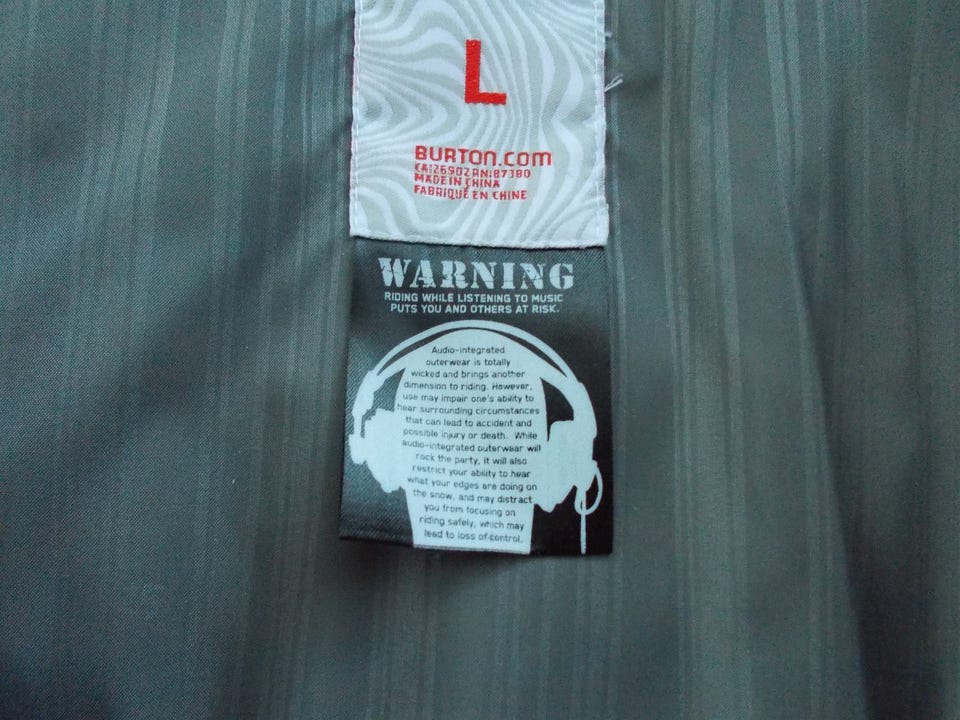 L
BURTON.COM
CA:26902 RN:87380
MADE IN CHINA
FABRIQUÉ EN CHINE
WARNING
RIDING WHILE LISTENING TO MUSIC
PUTS YOU AND OTHERS AT RISK.
Audio-integrated
outerwear is totally
wicked and brings another
dimension to riding. However,
use may impair one's ability to
hear surrounding circumstances
that can lead to accident and
possible injury or death. While
audio-integrated outerwear will
rock the party, it will also
restrict your ability to hear
what your edges are doing on
the snow, and may distract
you from focusing on
riding safely, which may
lead to loss of control.